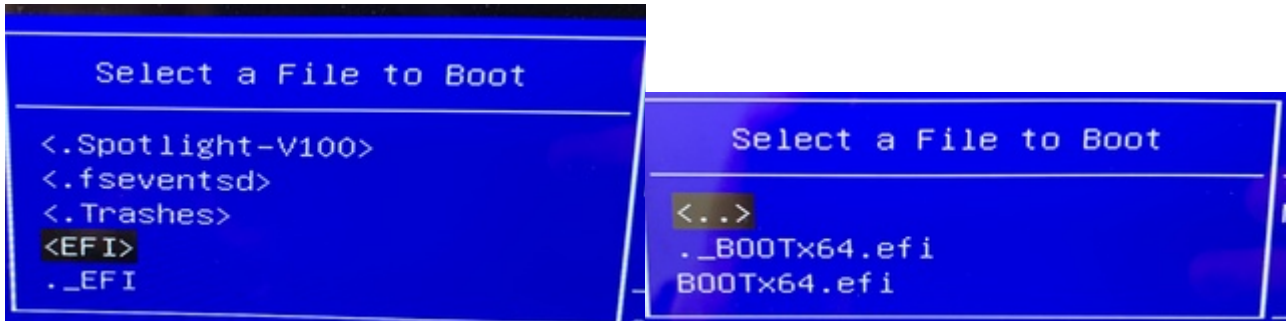 Select a File to Boot
<.Spotlight-V100>
<.fseventsd>
<.Trashes>
<EFI>
._EFI
Select a File to Boot
<..>
._BOOTx64.efi
BOOTx64.efi